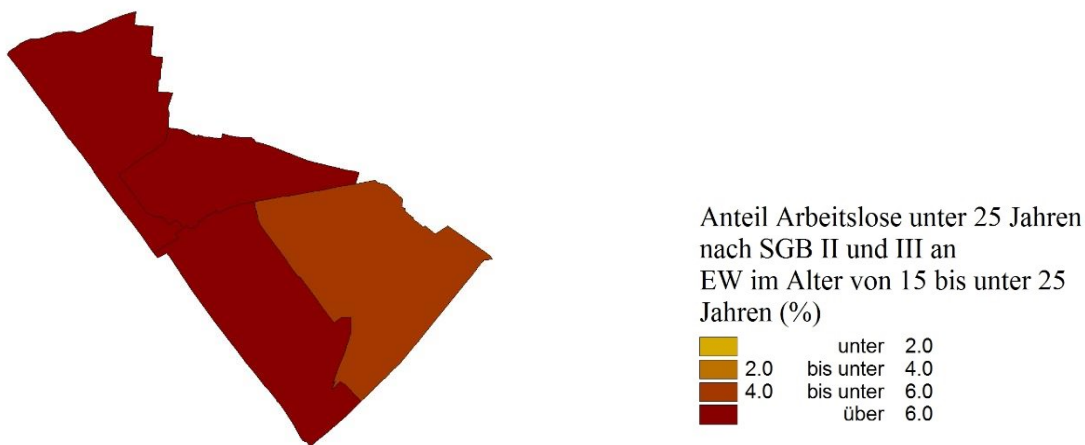 Anteil Arbeitslose unter 25 Jahren
nach SGB II und III an
EW im Alter von 15 bis unter 25
Jahren (%)
unter 2.0
2.0 bis unter 4.0
4.0 bis unter 6.0
über 6.0